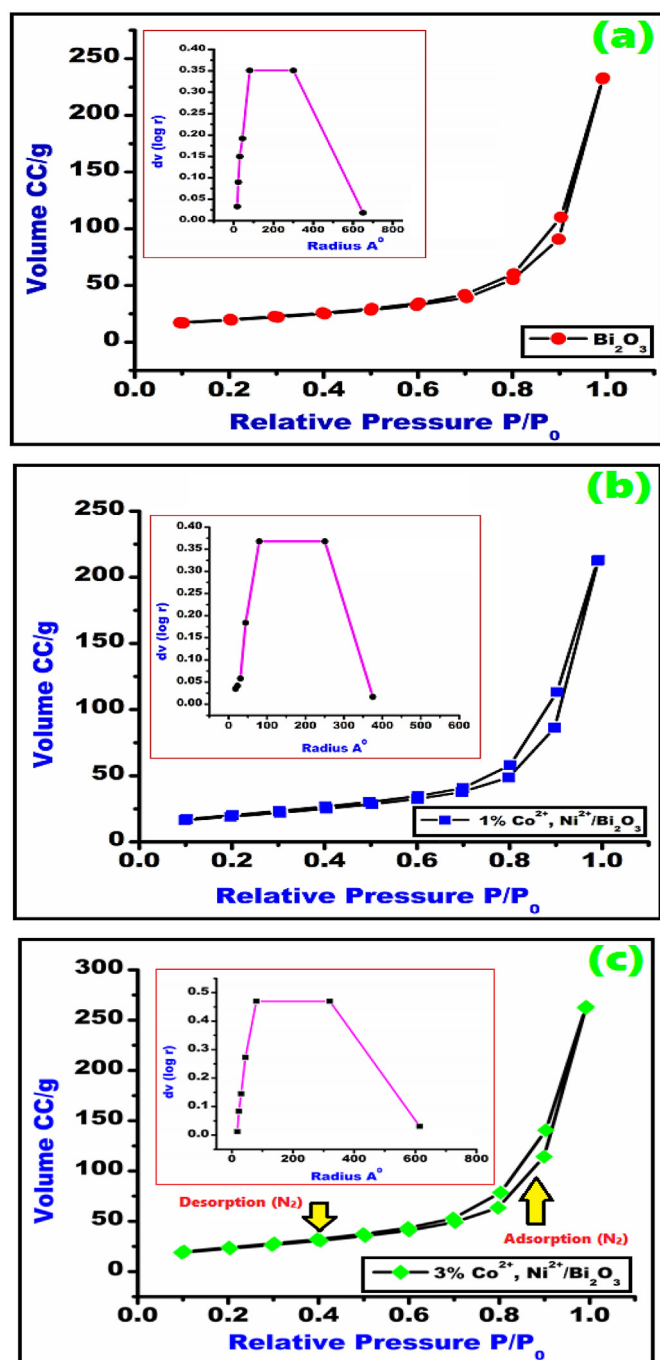 (a)
Volume CC/g
250
200
150
100
50
0
0.0 0.2 0.4 0.6 0.8 1.0
Relative Pressure P/P₀
Bi₂O₃
dv (log r)
0.40
0.35
0.30
0.25
0.20
0.15
0.10
0.05
0.00
0 200 400 600 800
Radius A°
(b)
Volume CC/g
250
200
150
100
50
0
0.0 0.2 0.4 0.6 0.8 1.0
Relative Pressure P/P₀
1% Co²⁺, Ni²⁺/Bi₂O₃
dv (log r)
0.40
0.35
0.30
0.25
0.20
0.15
0.10
0.05
0.00
0 100 200 300 400 500 600
Radius A°
(c)
Volume CC/g
300
250
200
150
100
50
0
0.0 0.2 0.4 0.6 0.8 1.0
Relative Pressure P/P₀
3% Co²⁺, Ni²⁺/Bi₂O₃
Desorption (N₂)
Adsorption (N₂)
dv (log r)
0.5
0.4
0.3
0.2
0.1
0.0
0 200 400 600 800
Radius A°